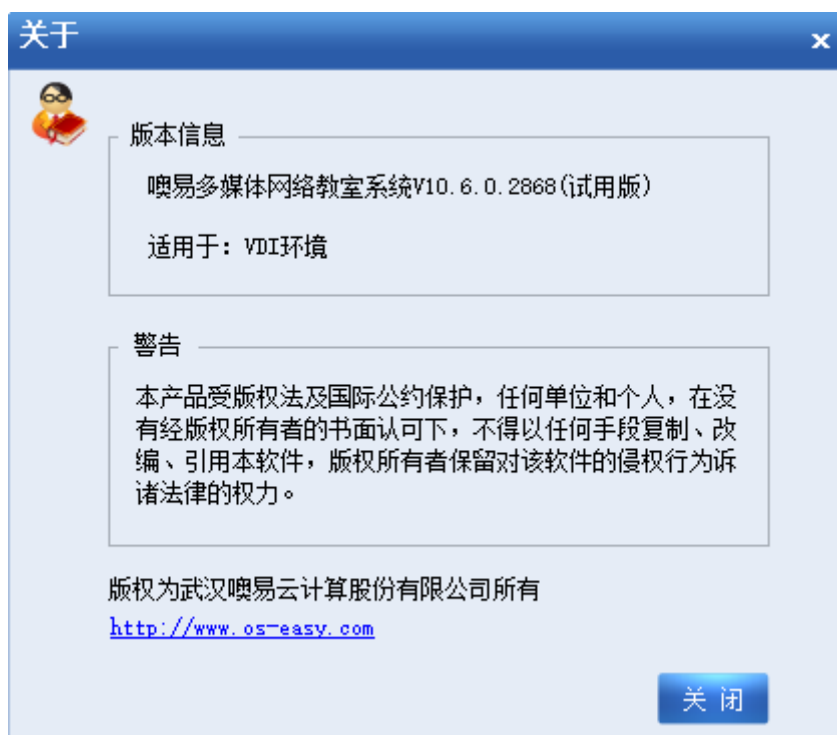 关于
x
版本信息
噢易多媒体网络教室系统V10.6.0.2868(试用版)
适用于：VDI环境
警告
本产品受版权法及国际公约保护，任何单位和个人，在没
有经版权所有者的书面认可下，不得以任何手段复制、改
编、引用本软件，版权所有者保留对该软件的侵权行为诉
诸法律的权力。
版权为武汉噢易云计算股份有限公司所有
http://www.os-easy.com
关 闭